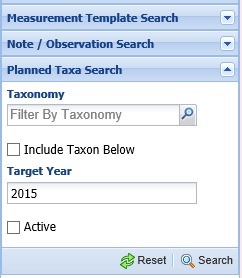 Measurement Template Search
Note / Observation Search
Planned Taxa Search
Taxonomy
Filter By Taxonomy
Include Taxon Below
Target Year
2015
Active
Reset Search